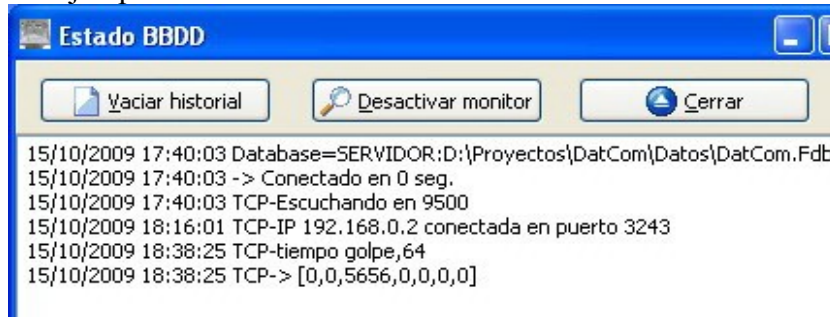 Estado BBDD
Vaciar historial Desactivar monitor Cerrar
15/10/2009 17:40:03 Database=SERVIDOR:D:\Proyectos\DatCom\Datos\DatCom.Fdb
15/10/2009 17:40:03 -> Conectado en 0 seg.
15/10/2009 17:40:03 TCP-Escuchando en 9500
15/10/2009 18:16:01 TCP-IP 192.168.0.2 conectada en puerto 3243
15/10/2009 18:38:25 TCP-tiempo golpe,64
15/10/2009 18:38:25 TCP-> [0,0,5656,0,0,0,0]